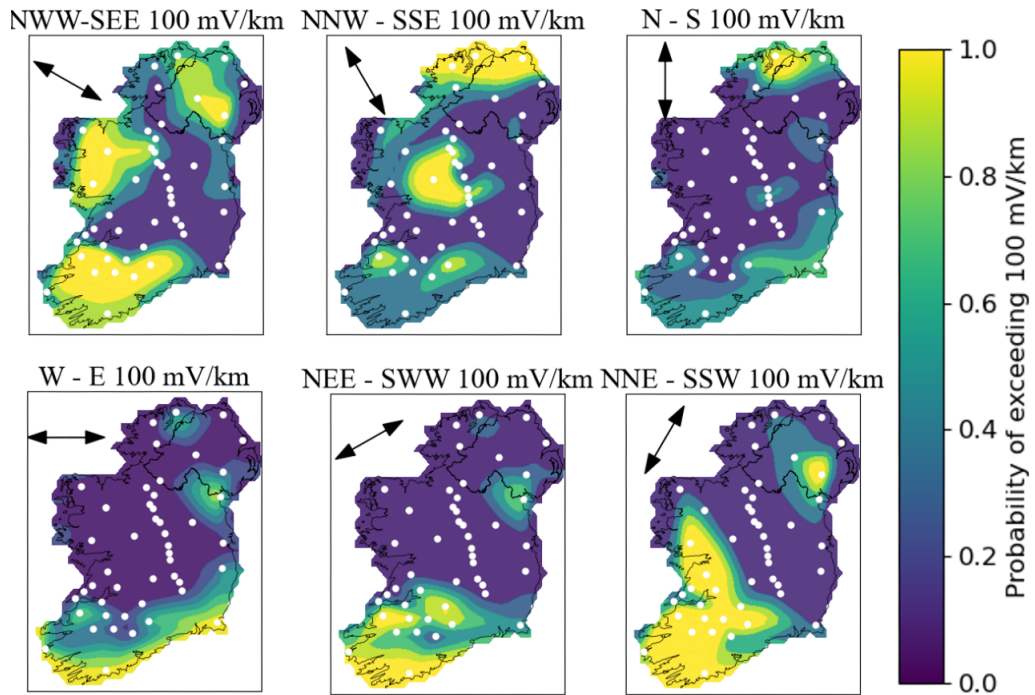 NWW-SEE 100 mV/km
NNW - SSE 100 mV/km
N - S 100 mV/km
W - E 100 mV/km
NEE - SWW 100 mV/km
NNE - SSW 100 mV/km
1.0
0.8
0.6
0.4
0.2
0.0
Probability of exceeding 100 mV/km